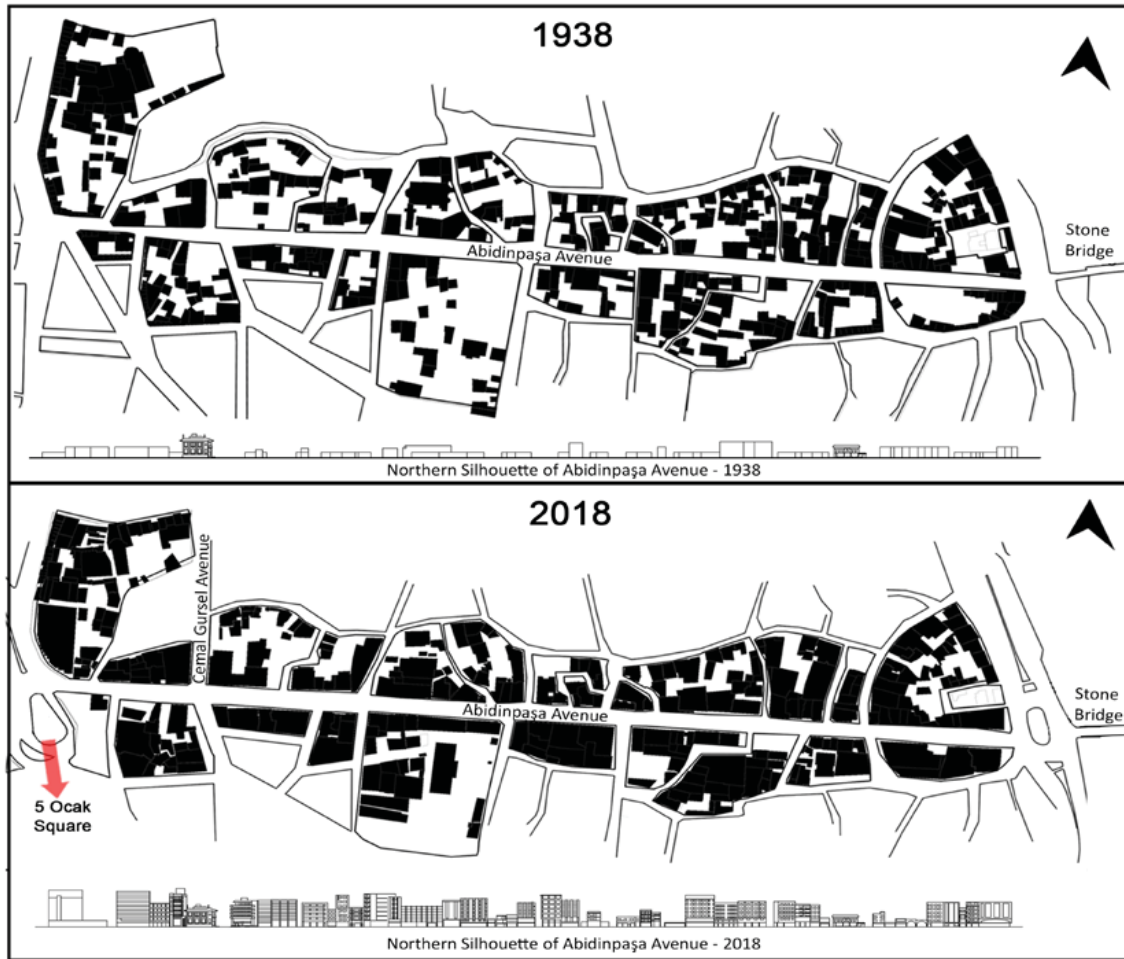 1938
Stone
Bridge
Abidinpaşa Avenue
Northern Silhouette of Abidinpaşa Avenue - 1938
2018
Cemal Gursel Avenue
Stone
Bridge
Abidinpaşa Avenue
5 Ocak
Square
Northern Silhouette of Abidinpaşa Avenue - 2018